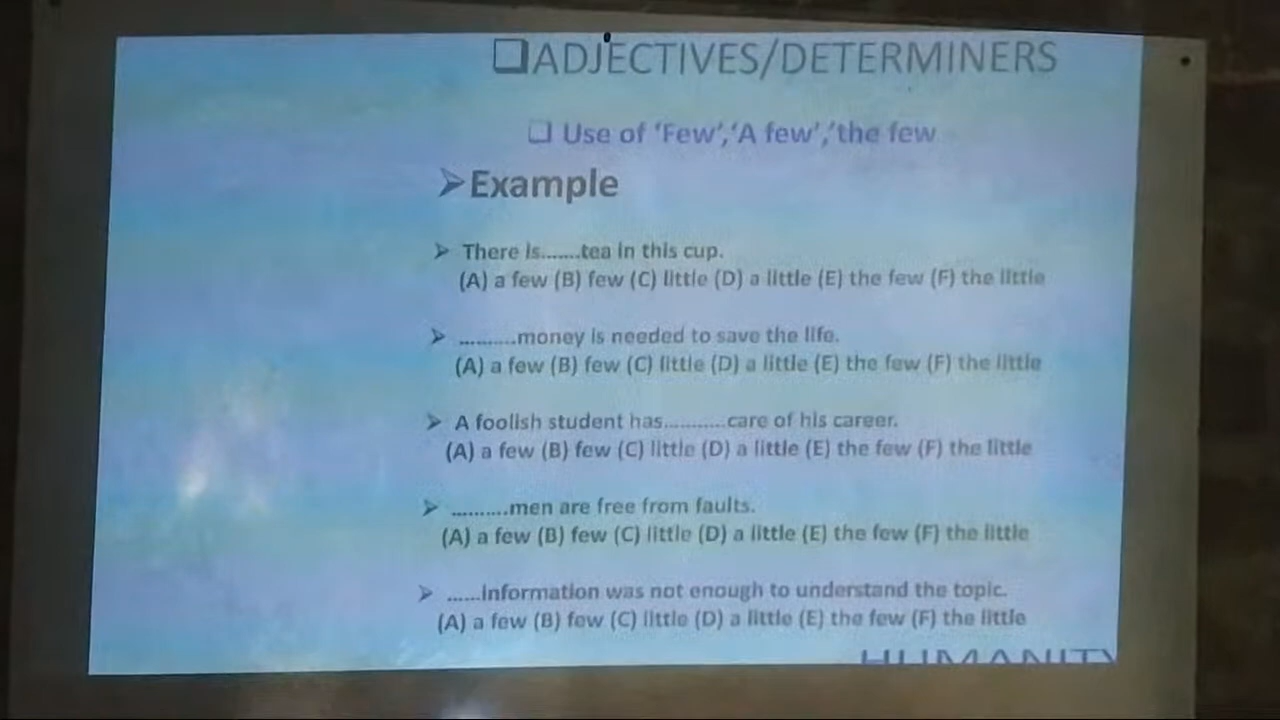 ❑ADJECTIVES/DETERMINERS
❑ Use of ‘Few’,‘A few’,’the few
➢Example
➢ There is.......tea in this cup.
(A) a few (B) few (C) little (D) a little (E) the few (F) the little
➢ ..........money is needed to save the life.
(A) a few (B) few (C) little (D) a little (E) the few (F) the little
➢ A foolish student has...........care of his career.
(A) a few (B) few (C) little (D) a little (E) the few (F) the little
➢ ..........men are free from faults.
(A) a few (B) few (C) little (D) a little (E) the few (F) the little
➢ ......information was not enough to understand the topic.
(A) a few (B) few (C) little (D) a little (E) the few (F) the little
HUMANITY